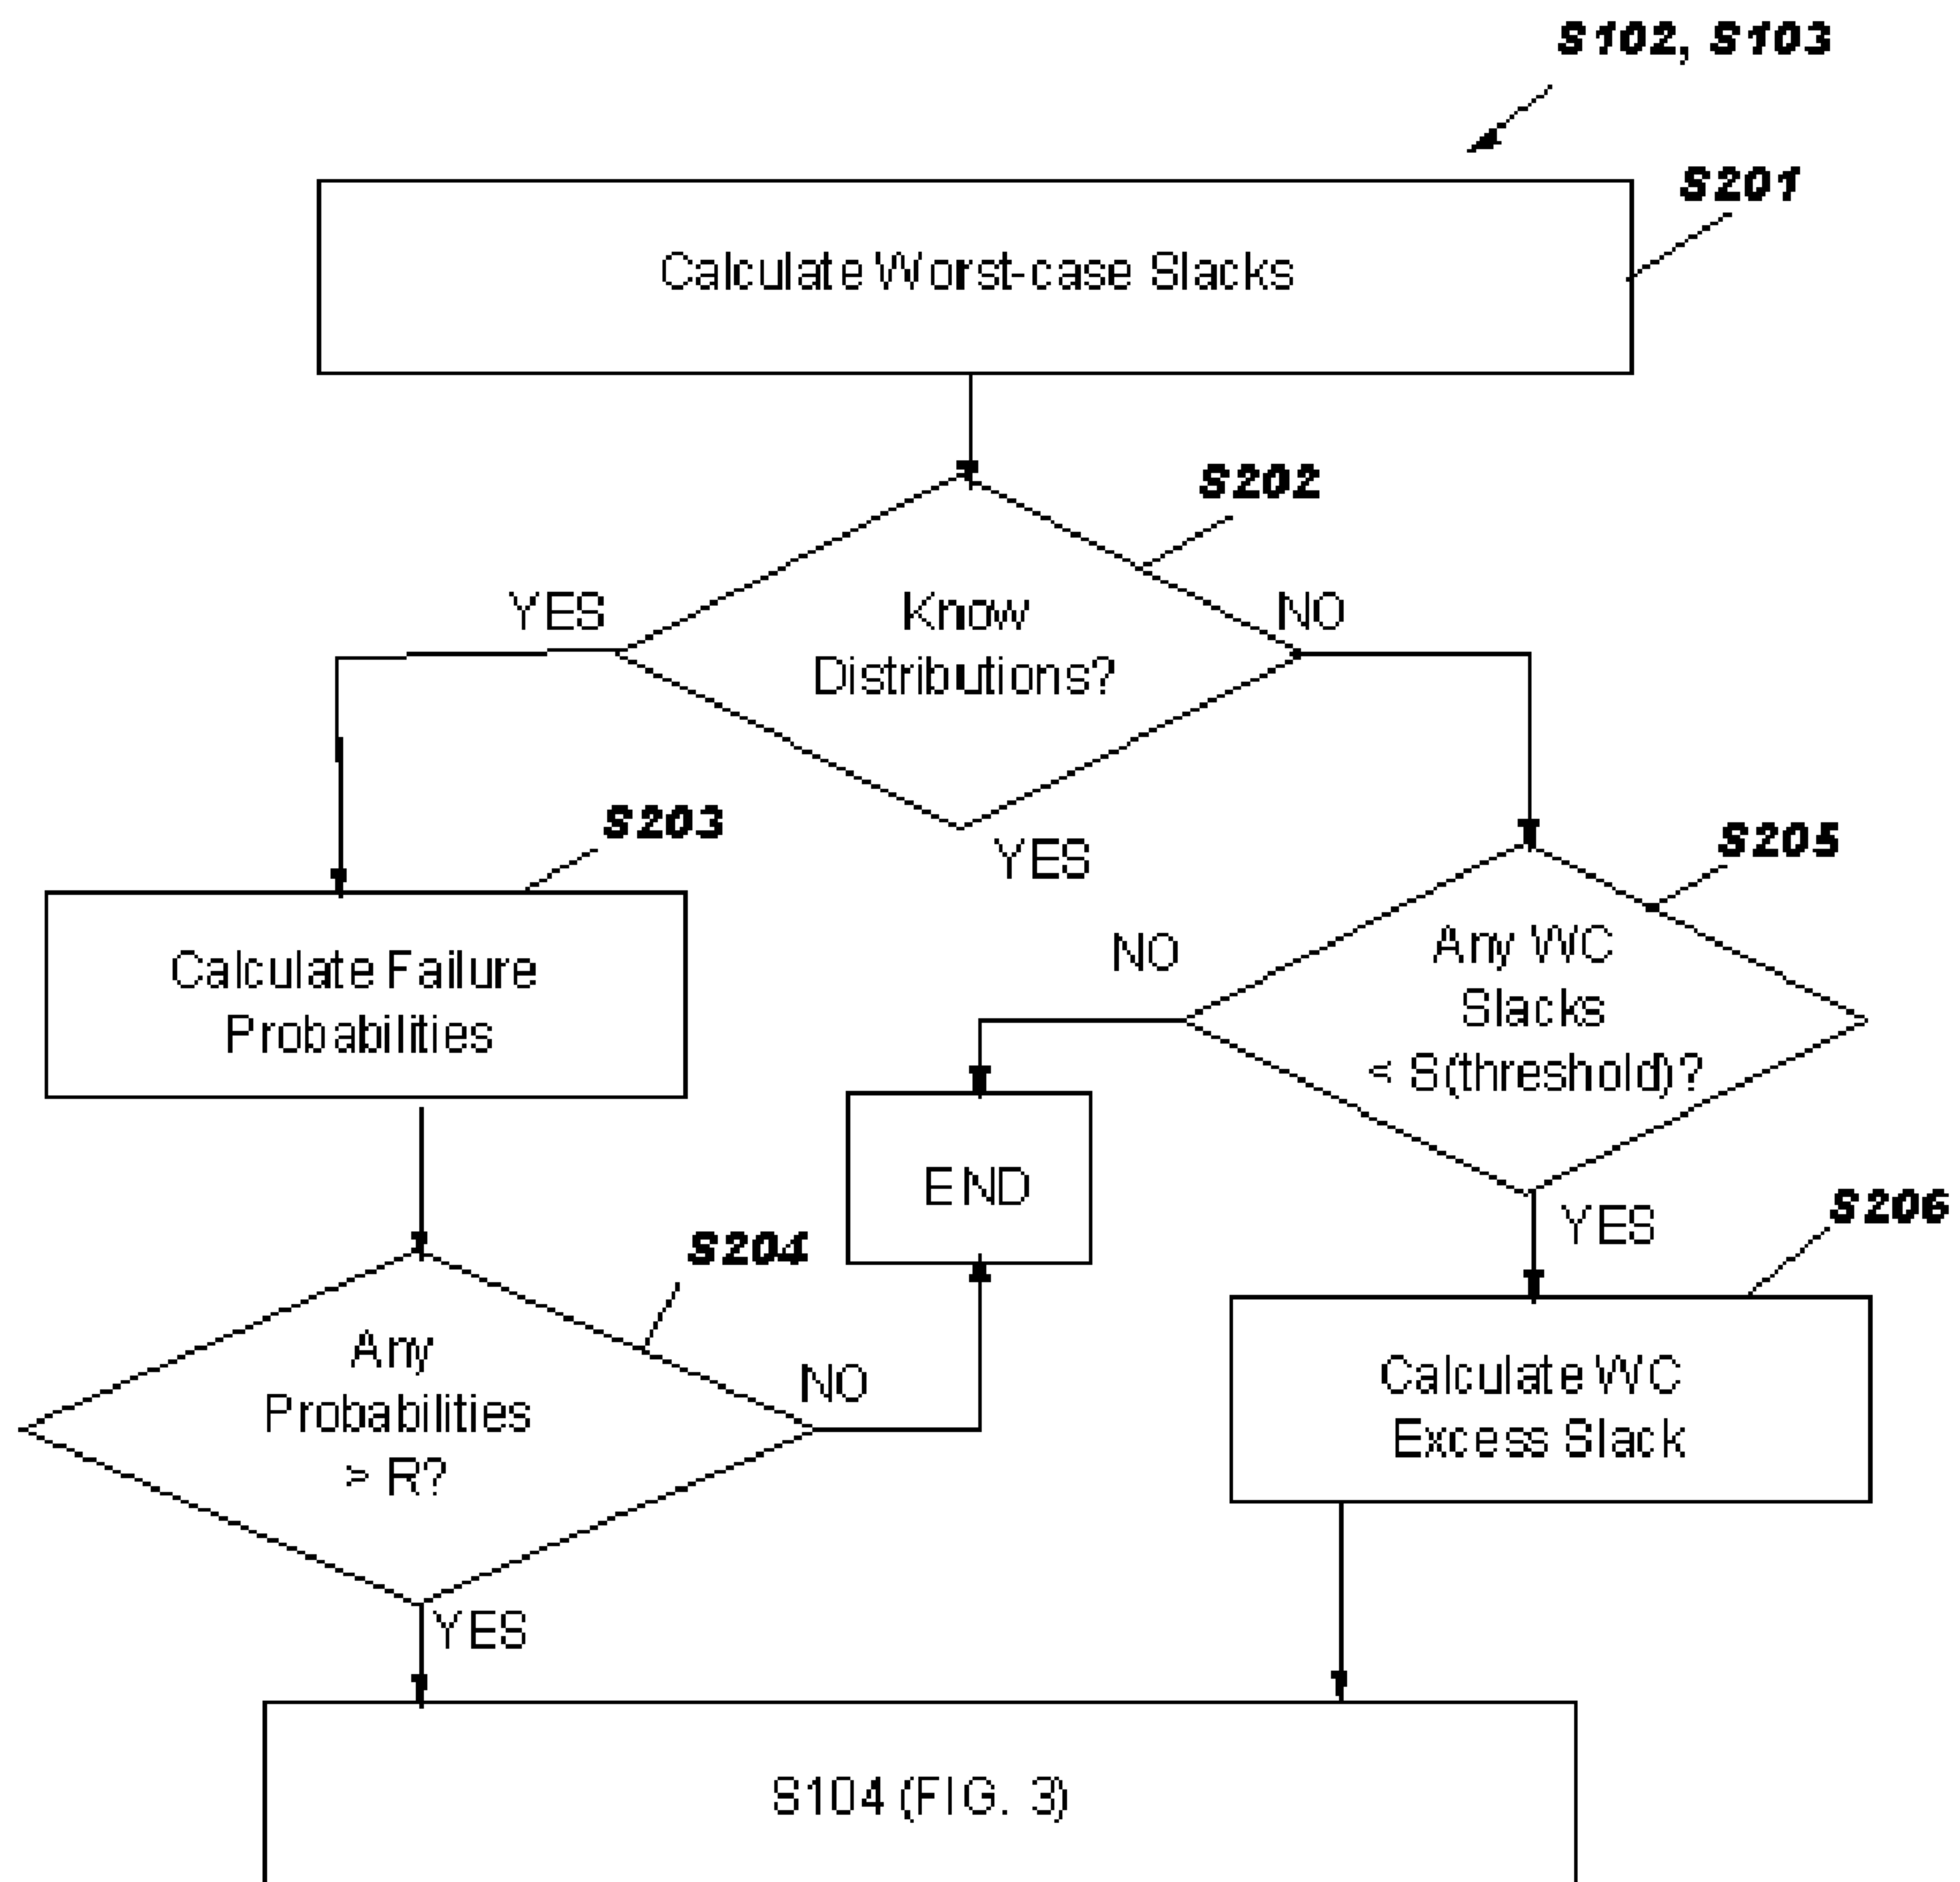 S102, S103
S201
Calculate Worst-case Slacks
S202
YES
Know
NO
Distributions?
S203
YES
S205
NO
Any WC
Slacks
< S(threshold)?
Calculate Failure
Probabilities
END
YES
S206
S204
Any
Probabilities
> R?
NO
Calculate WC
Excess Slack
YES
S104 (FIG. 3)